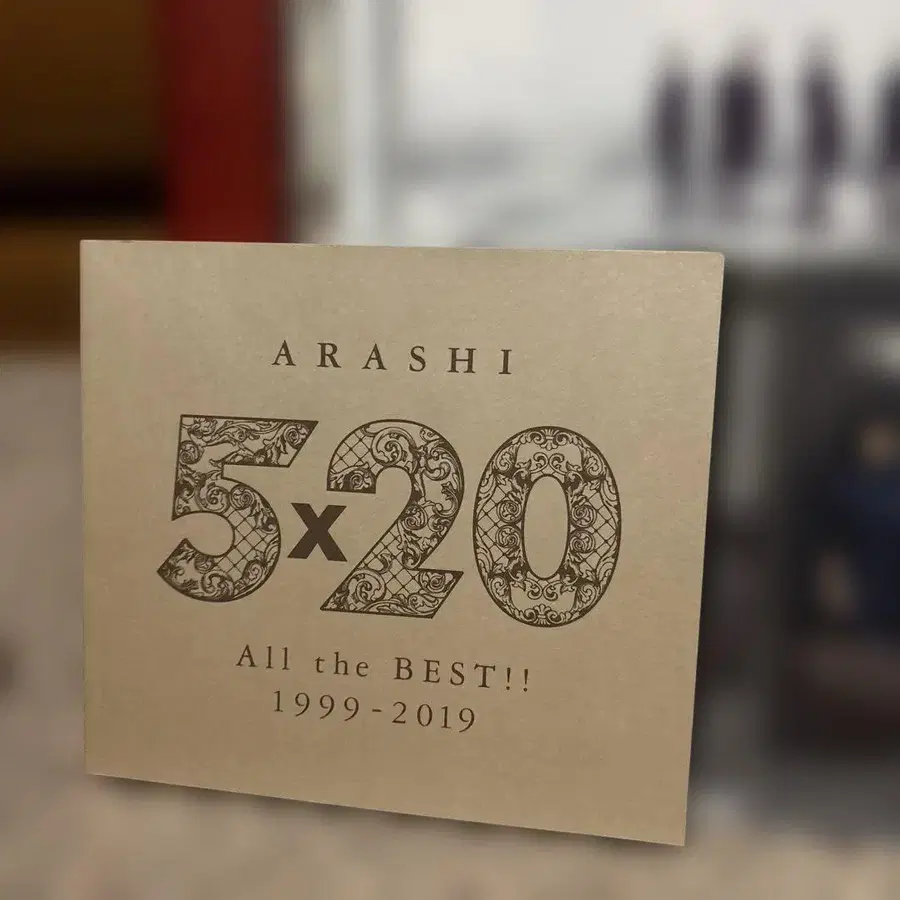 ARASHI
5x20
All the BEST!!
1999-2019